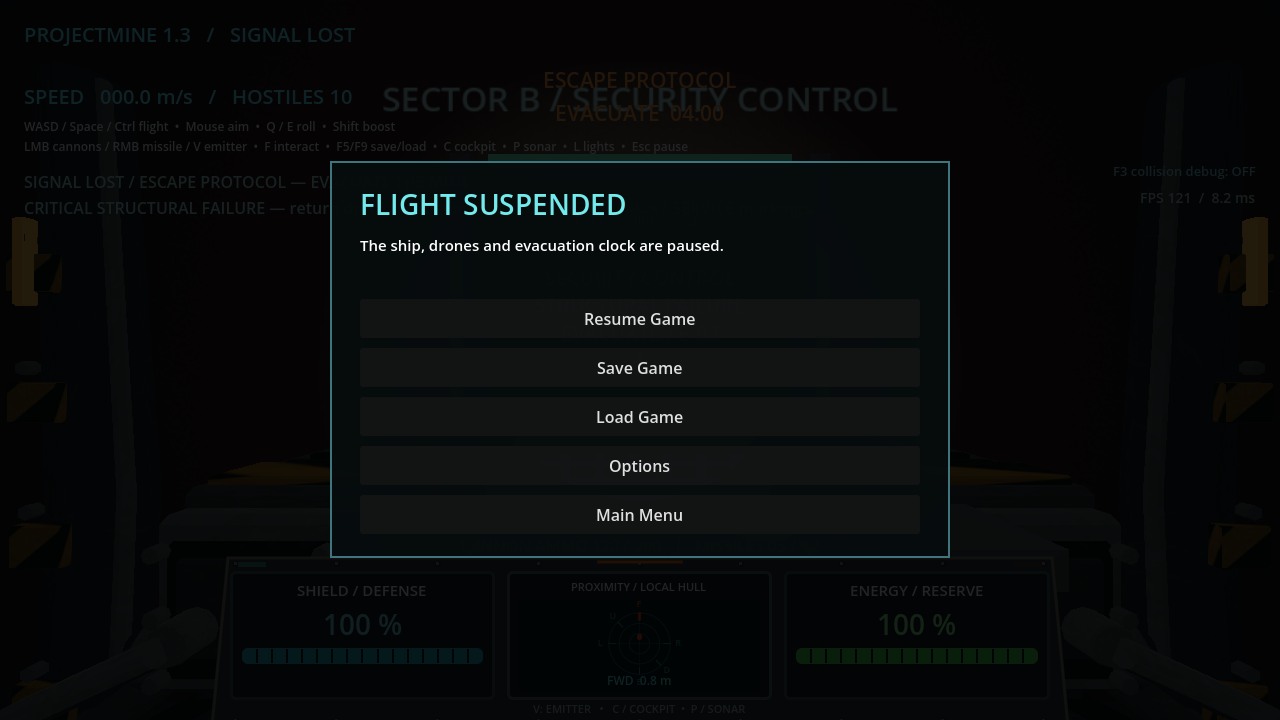 PROJECTMINE 1.3 / SIGNAL LOST
SPEED 000.0 m/s / HOSTILES 10
WASD / Space / Ctrl flight • Mouse aim • Q / E roll • Shift boost
LMB cannons / RMB missile / V emitter • F interact • F5/F9 save/load • C cockpit • P sonar • L lights • Esc pause
SIGNAL LOST / ESCAPE PROTOCOL — EV
CRITICAL STRUCTURAL FAILURE — retur
ESCAPE PROTOCOL
SECTOR B / SECURITY CONTROL
EVACUATE 04:00
F3 collision debug: OFF
FPS 121 / 8.2 ms
FLIGHT SUSPENDED
The ship, drones and evacuation clock are paused.
Resume Game
Save Game
Load Game
Options
Main Menu
SHIELD / DEFENSE
100 %
PROXIMITY / LOCAL HULL
F
U
L
R
D
FWD 0.8 m
ENERGY / RESERVE
100 %
V: EMITTER • C / COCKPIT • P / SONAR